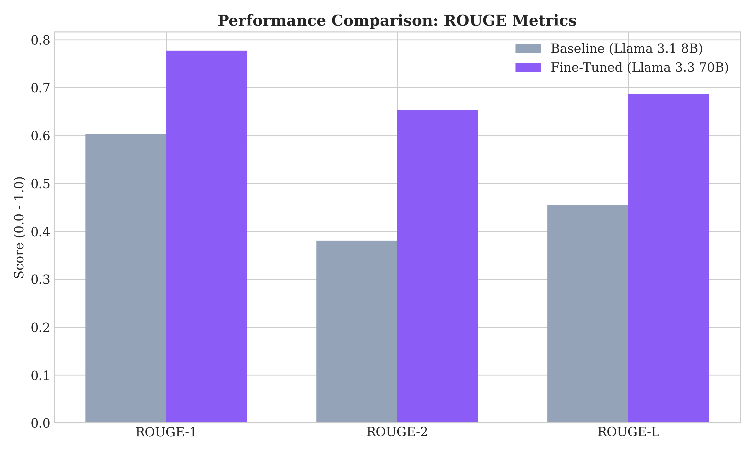 Performance Comparison: ROUGE Metrics
Baseline (Llama 3.1 8B)
Fine-Tuned (Llama 3.3 70B)
Score (0.0 - 1.0)
0.8
0.7
0.6
0.5
0.4
0.3
0.2
0.1
0.0
ROUGE-1
ROUGE-2
ROUGE-L